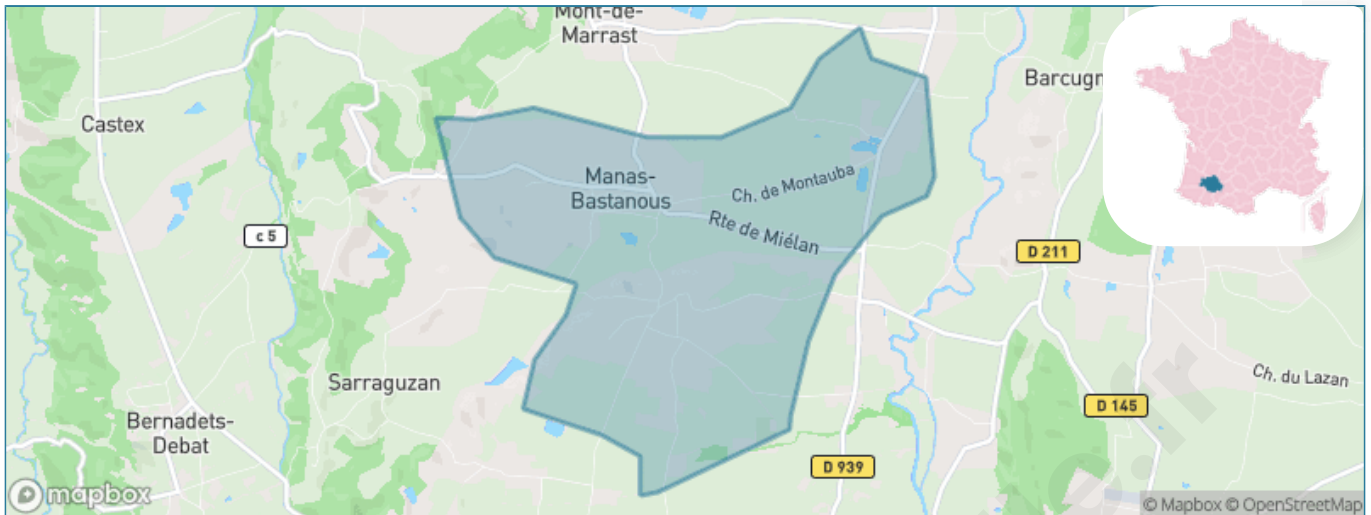 Mont-de-
Marrast
Barcugn
Castex
Manas-
Bastanous
Ch. de Montauba
Rte de Miélan
c 5
D 211
Sarraguzan
Ch. du Lazan
Bernadets-
Debat
D 145
D 939
mapbox
© Mapbox © OpenStreetMap